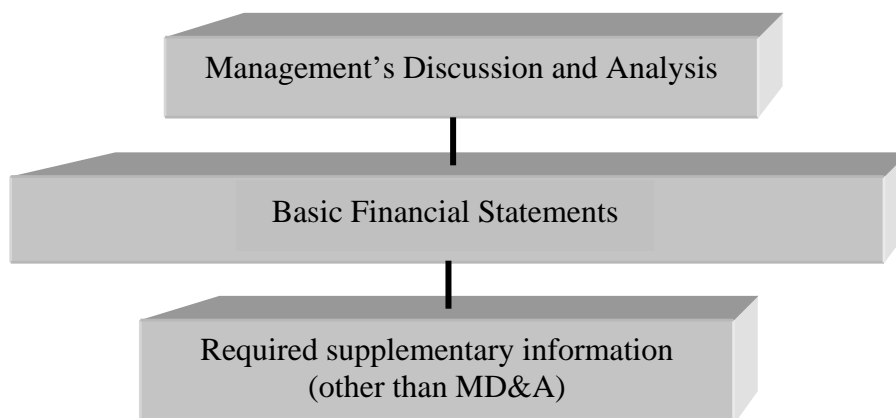 Management’s Discussion and Analysis
Basic Financial Statements
Required supplementary information
(other than MD&A)